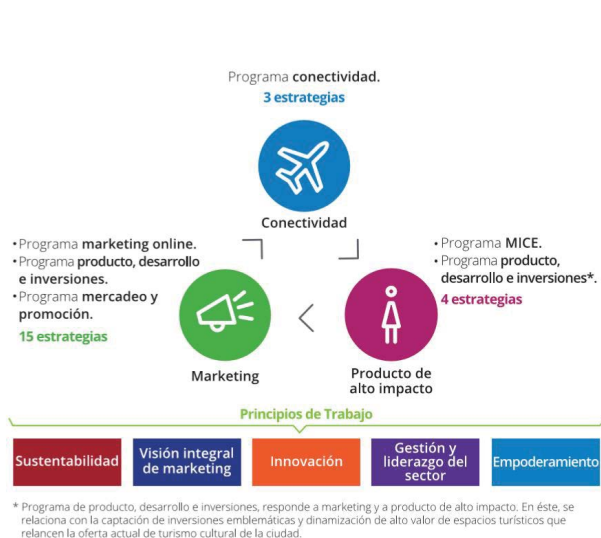 Programa conectividad.
3 estrategias
Conectividad
• Programa marketing online.
• Programa producto, desarrollo
e inversiones.
• Programa mercadeo y
promoción.
15 estrategias
Marketing
• Programa MICE.
• Programa producto,
desarrollo e inversiones*.
4 estrategias
Producto de
alto impacto
Principios de Trabajo
Sustentabilidad
Visión integral
de marketing
Innovación
Gestión y
liderazgo del
sector
Empoderamiento
* Programa de producto, desarrollo e inversiones, responde a marketing y a producto de alto impacto. En éste, se
relaciona con la captación de inversiones emblemáticas y dinamización de alto valor de espacios turísticos que
relancen la oferta actual de turismo cultural de la ciudad.